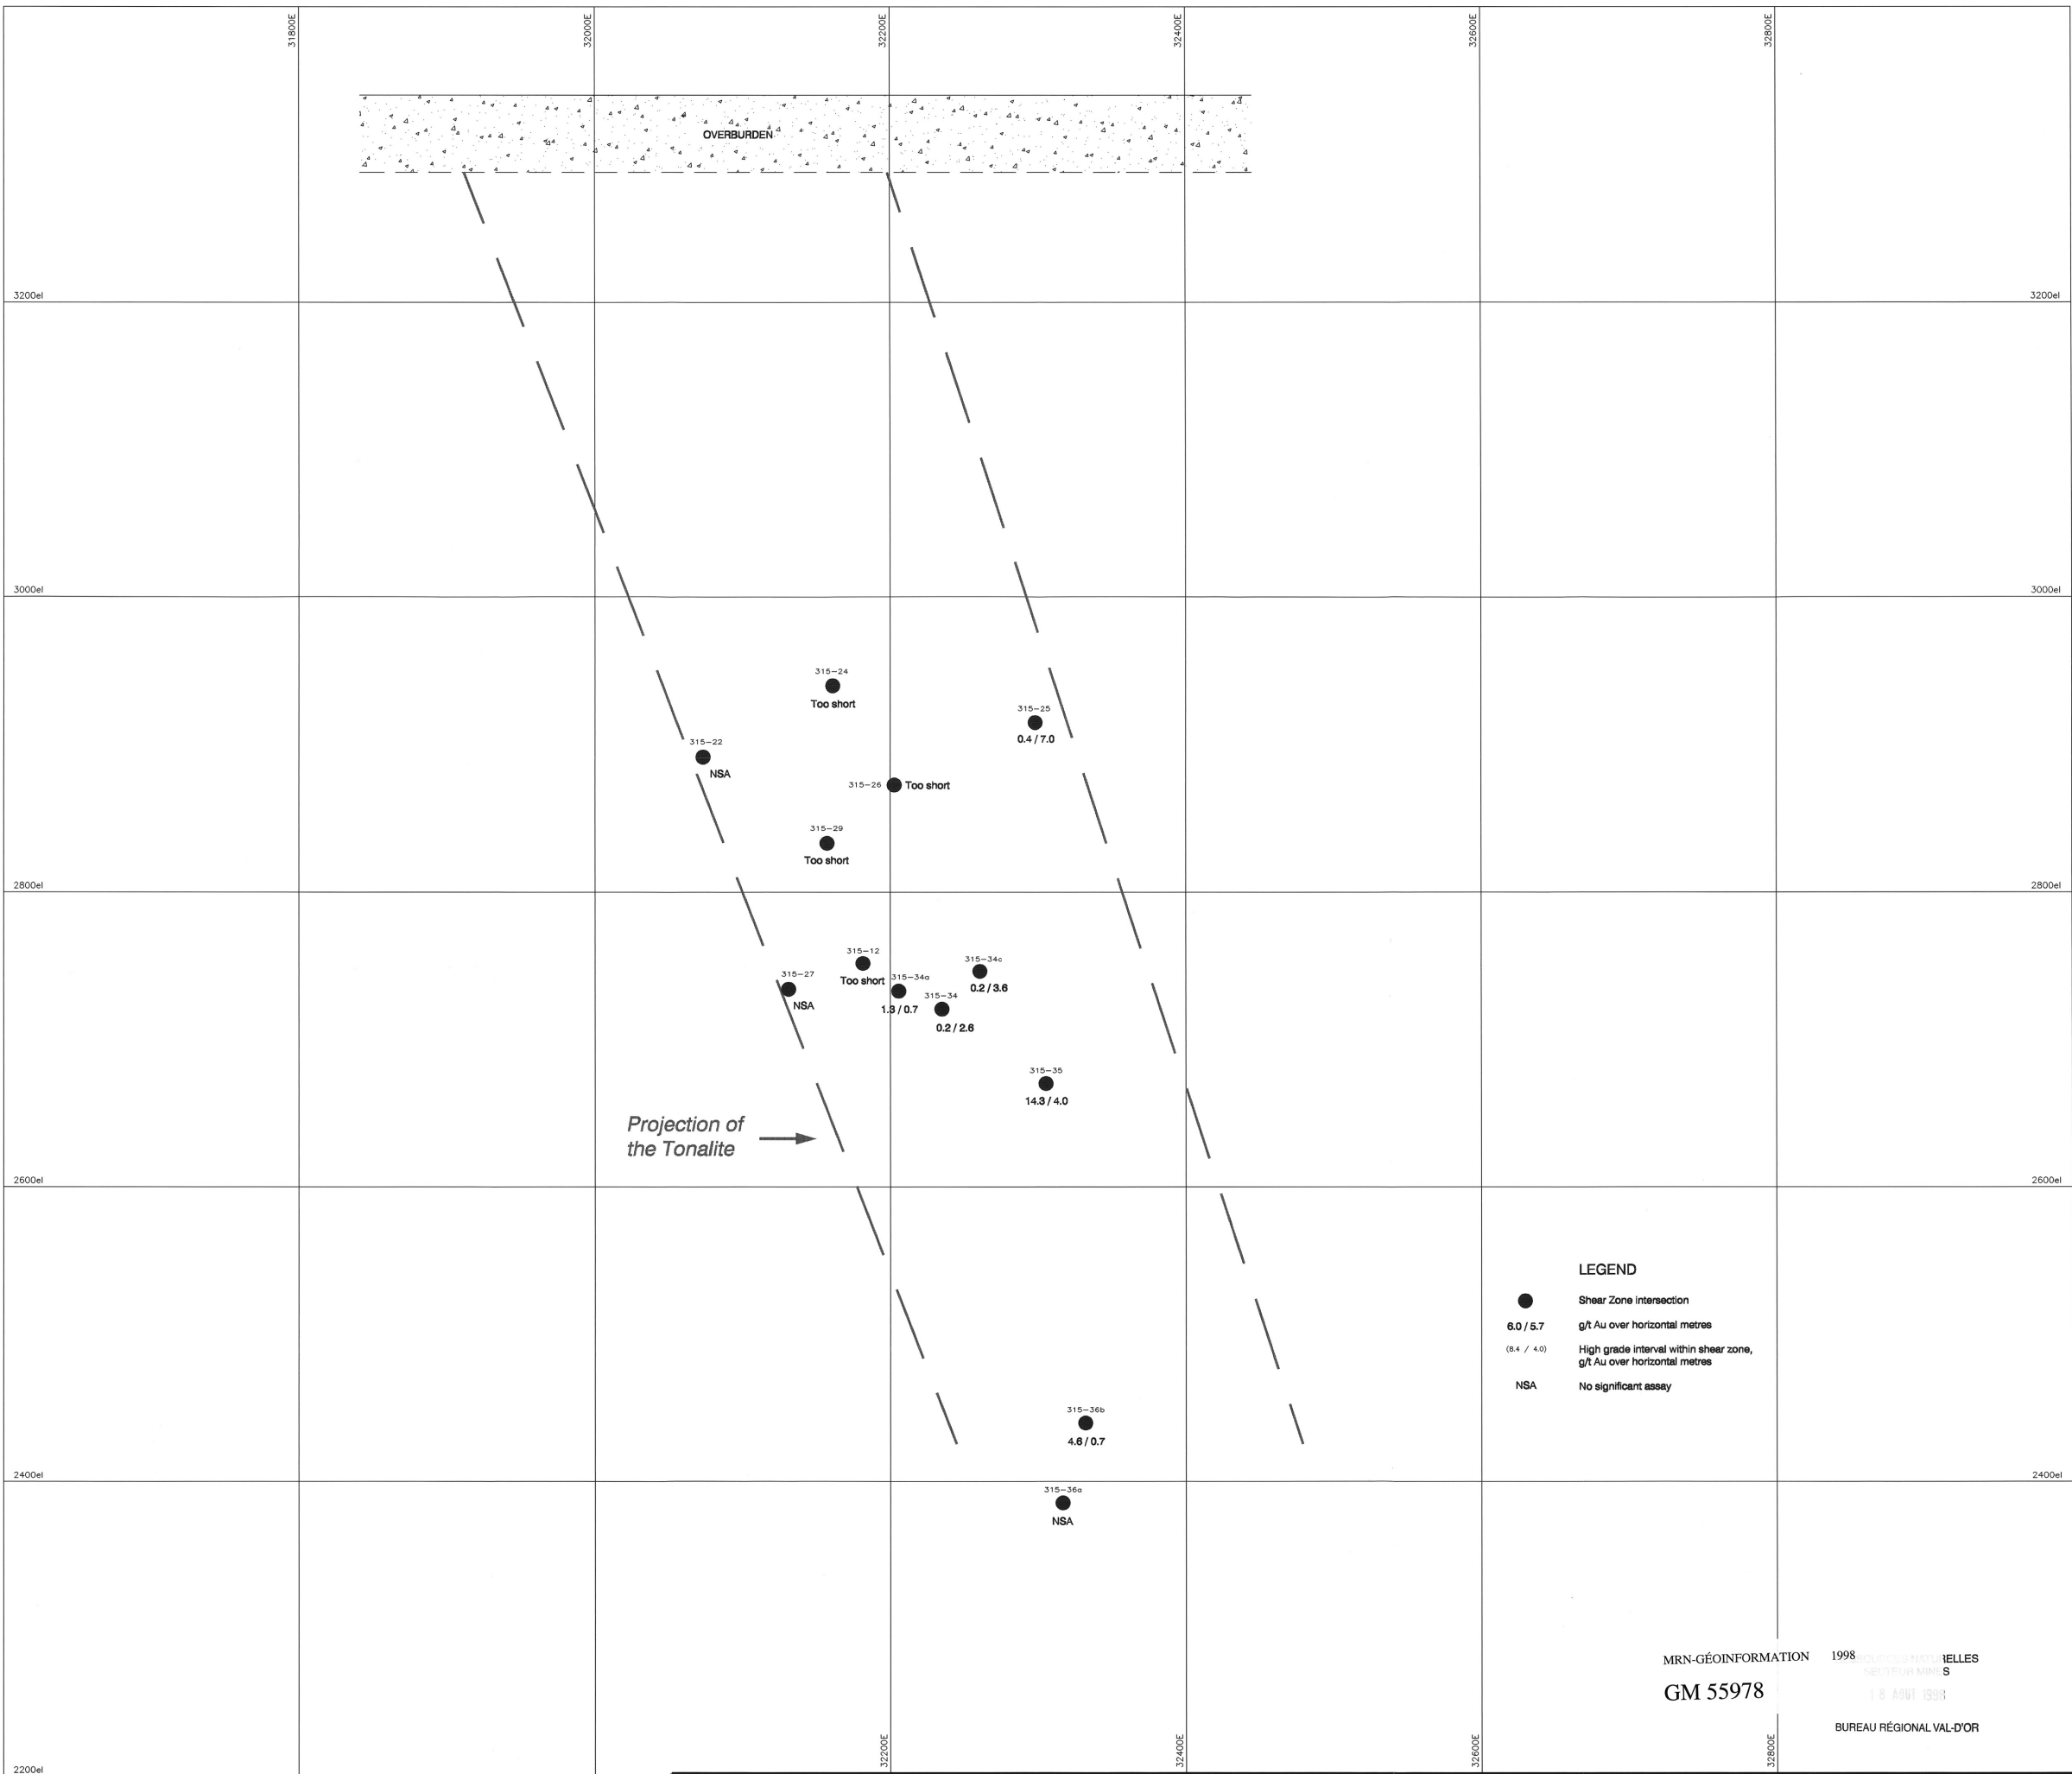 31800E
32000E
32200E
32400E
32600E
32800E
OVERBURDEN
3200el
3200el
3000el
3000el
315-24
Too short
315-25
0.4 / 7.0
315-22
NSA
315-26
Too short
315-29
Too short
2800el
2800el
315-12
Too short
315-27
NSA
315-34a
1.3 / 0.7
315-34c
0.2 / 3.6
315-34
0.2 / 2.6
315-35
14.3 / 4.0
Projection of
the Tonalite
2600el
2600el
LEGEND
Shear Zone intersection
6.0 / 5.7 g/t Au over horizontal metres
(8.4 / 4.0) High grade interval within shear zone,
g/t Au over horizontal metres
NSA No significant assay
315-36b
4.6 / 0.7
2400el
2400el
315-36a
NSA
MRN-GÉOINFORMATION 1998
GM 55978
NATURELLES
SECTEUR MINES
18 AOUT 1998
BUREAU RÉGIONAL VAL-D'OR
32200E
32400E
32600E
32800E
2200el